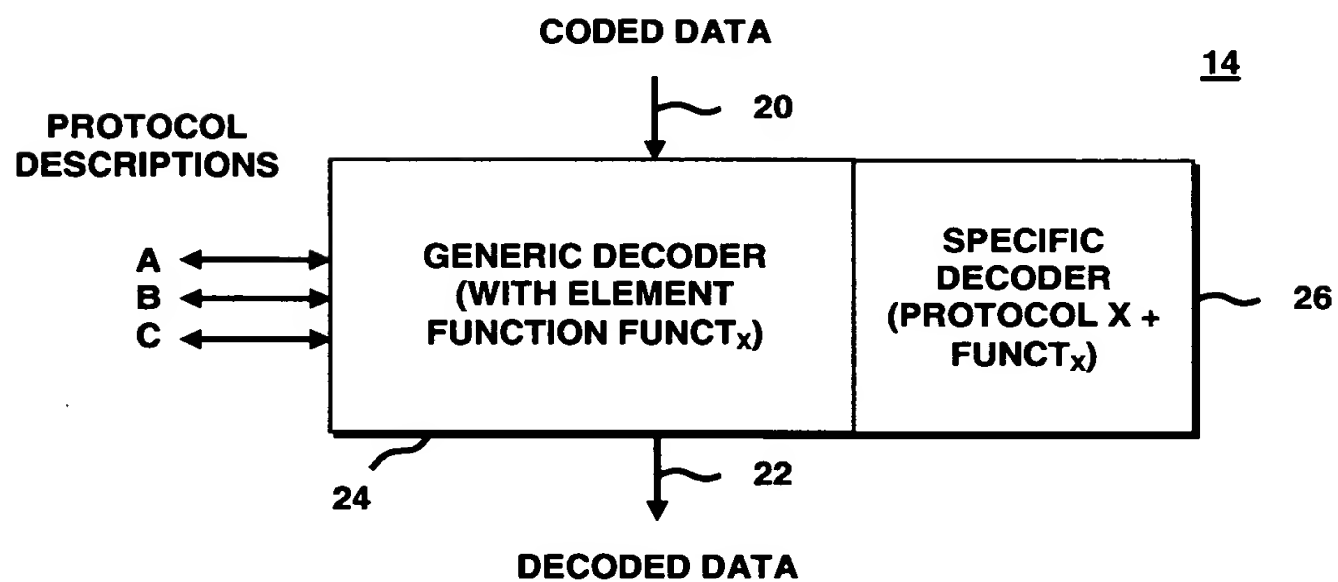 CODED DATA
14
20
PROTOCOL
DESCRIPTIONS
A
B
C
GENERIC DECODER
(WITH ELEMENT
FUNCTION FUNCTX)
SPECIFIC
DECODER
(PROTOCOL X +
FUNCTX)
26
24
22
DECODED DATA